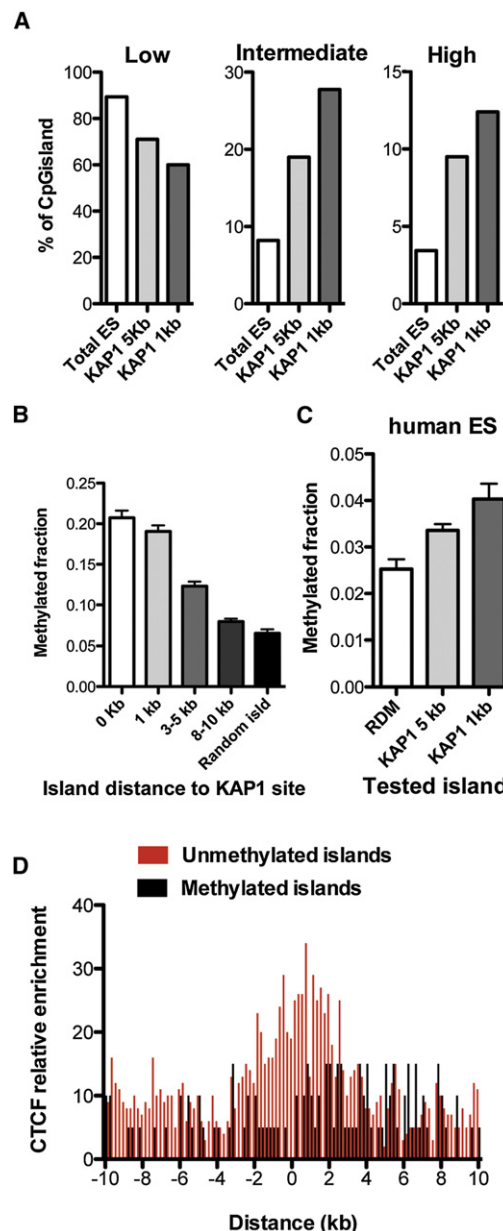 A
Low
Intermediate
High
% of CpGisland
100
80
60
40
20
0
30
20
10
0
15
10
5
0
Total ES
KAP1 5Kb
KAP1 1kb
Total ES
KAP1 5Kb
KAP1 1kb
Total ES
KAP1 5Kb
KAP1 1kb
B
C
human ES
Methylated fraction
0.25
0.20
0.15
0.10
0.05
0.00
0 Kb
1 kb
3-5 kb
8-10 kb
Random isld
Island distance to KAP1 site
Methylated fraction
0.05
0.04
0.03
0.02
0.01
0.00
RDM
KAP1 5 kb
KAP1 1kb
Tested island
D
Unmethylated islands
Methylated islands
CTCF relative enrichment
40
30
20
10
0
-10 -8 -6 -4 -2 0 2 4 6 8 10
Distance (kb)